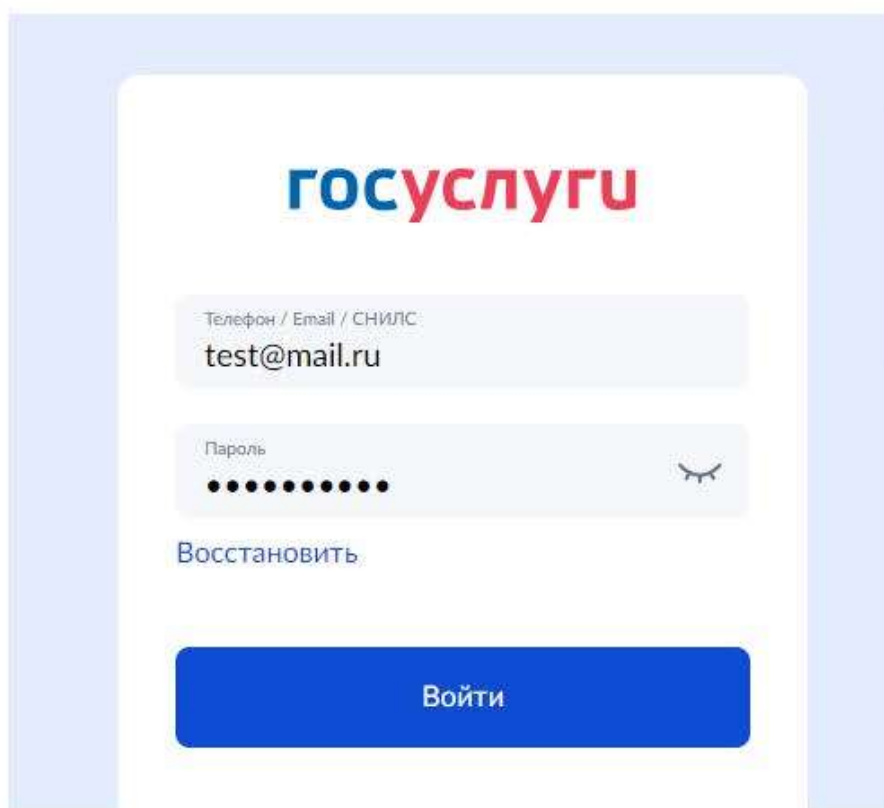 госуслуги
Телефон / Email / СНИЛС
test@mail.ru
Пароль
••••••••••
Восстановить
Войти